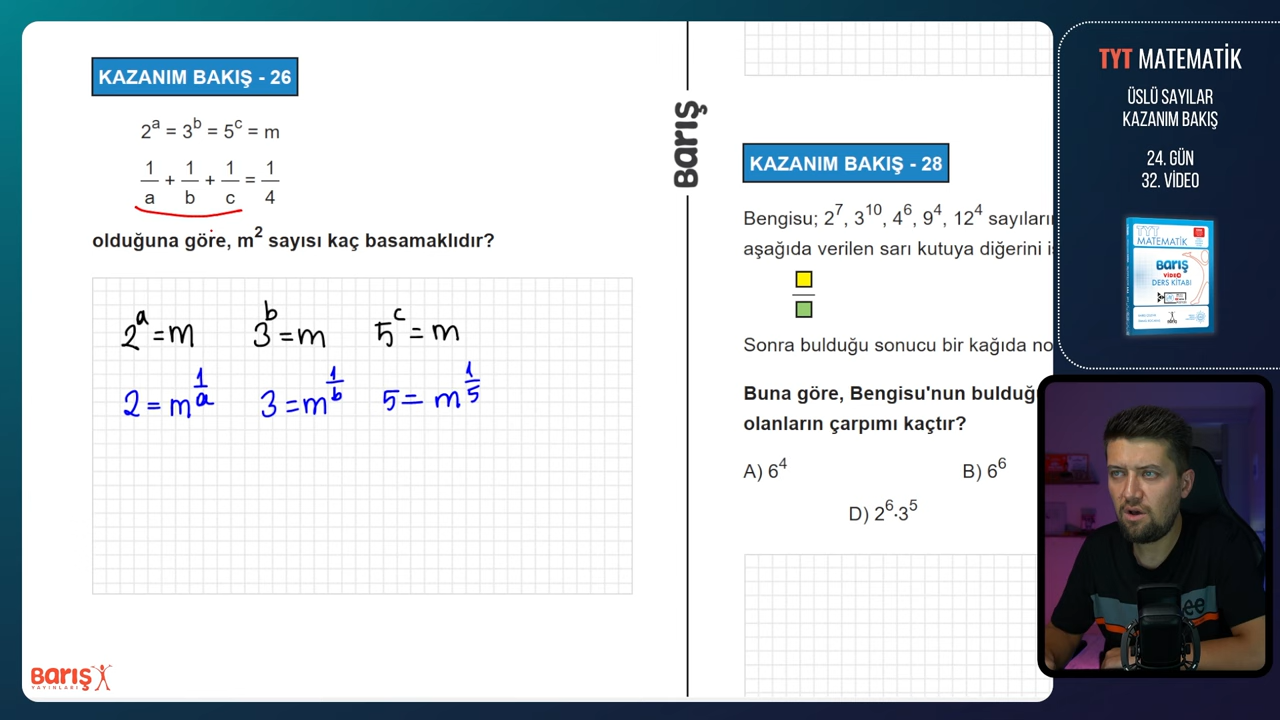 KAZANIM BAKIŞ - 26
2^a = 3^b = 5^c = m
1/a + 1/b + 1/c = 1/4
olduğuna göre, m^2 sayısı kaç basamaklıdır?
2^a = m 3^b = m 5^c = m
2 = m^(1/a) 3 = m^(1/b) 5 = m^(1/5)
BARIŞ
YAYINLARI
Barış
KAZANIM BAKIŞ - 28
Bengisu; 2^7, 3^10, 4^6, 9^4, 12^4 sayıların
aşağıda verilen sarı kutuya diğerini
Sonra bulduğu sonucu bir kağıda no
Buna göre, Bengisu'nun bulduğ
olanların çarpımı kaçtır?
A) 6^4 B) 6^6
D) 2^6·3^5
TYT MATEMATİK
ÜSLÜ SAYILAR
KAZANIM BAKIŞ
24. GÜN
32. VİDEO
TYT
MATEMATİK
Barış
VİDEO
DERS KİTABI